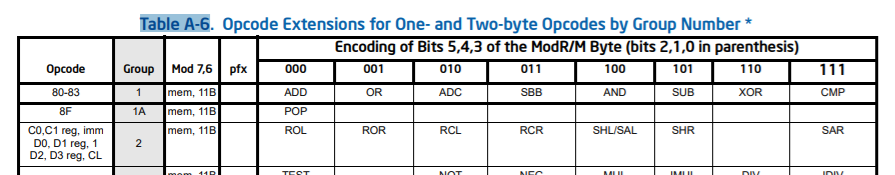 Table A-6. Opcode Extensions for One- and Two-byte Opcodes by Group Number *
Encoding of Bits 5,4,3 of the ModR/M Byte (bits 2,1,0 in parenthesis)
Opcode Group Mod 7,6 pfx 000 001 010 011 100 101 110 111
80-83 1 mem, 11B ADD OR ADC SBB AND SUB XOR CMP
8F 1A mem, 11B POP
C0,C1 reg, imm
D0, D1 reg, 1
D2, D3 reg, CL
2 mem, 11B ROL ROR RCL RCR SHL/SAL SHR SAR
mem, 11B TEST NOT NEG MUL IMUL DIV IDIV